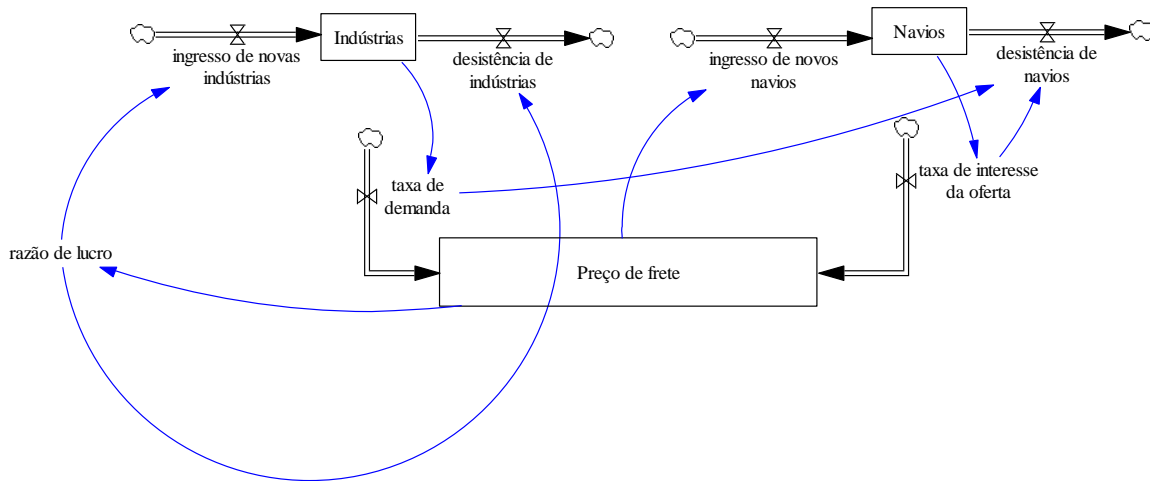 Indústrias
Navios
ingresso de novas
indústrias
desistência de
indústrias
ingresso de novos
navios
desistência de
navios
taxa de
demanda
taxa de interesse
da oferta
razão de lucro
Preço de frete